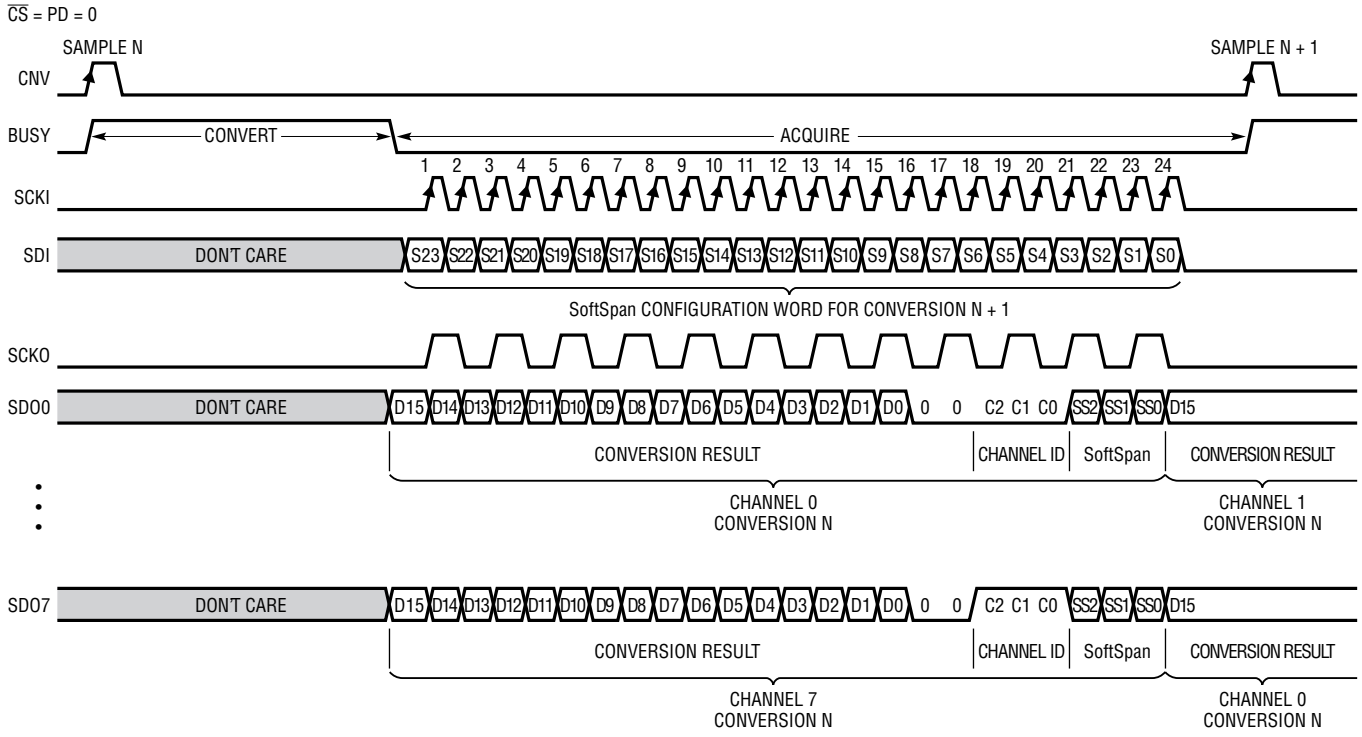 CS = PD = 0
SAMPLE N SAMPLE N + 1
CNV
BUSY CONVERT ACQUIRE
1 2 3 4 5 6 7 8 9 10 11 12 13 14 15 16 17 18 19 20 21 22 23 24
SCKI
SDI DON'T CARE S23 S22 S21 S20 S19 S18 S17 S16 S15 S14 S13 S12 S11 S10 S9 S8 S7 S6 S5 S4 S3 S2 S1 S0
SoftSpan CONFIGURATION WORD FOR CONVERSION N + 1
SCKO
SDO0 DON'T CARE D15 D14 D13 D12 D11 D10 D9 D8 D7 D6 D5 D4 D3 D2 D1 D0 0 0 C2 C1 C0 SS2 SS1 SS0 D15
CONVERSION RESULT CHANNEL ID SoftSpan CONVERSION RESULT
CHANNEL 0 CHANNEL 1
CONVERSION N CONVERSION N
SDO7 DON'T CARE D15 D14 D13 D12 D11 D10 D9 D8 D7 D6 D5 D4 D3 D2 D1 D0 0 0 C2 C1 C0 SS2 SS1 SS0 D15
CONVERSION RESULT CHANNEL ID SoftSpan CONVERSION RESULT
CHANNEL 7 CHANNEL 0
CONVERSION N CONVERSION N